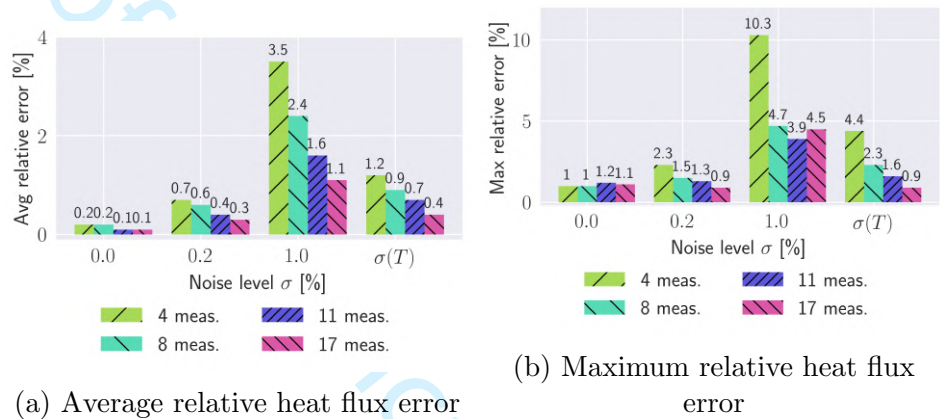 Avg relative error [%]
4
2
0
0.2
0.2
0.1
0.1
0.7
0.6
0.4
0.3
3.5
2.4
1.6
1.1
1.2
0.9
0.7
0.4
0.0
0.2
1.0
σ(T)
Noise level σ [%]
4 meas.
11 meas.
8 meas.
17 meas.
(a) Average relative heat flux error
Max relative error [%]
10
5
0
1
1
1.2
1.1
2.3
1.5
1.3
0.9
10.3
4.7
3.9
4.5
4.4
2.3
1.6
0.9
0.0
0.2
1.0
σ(T)
Noise level σ [%]
4 meas.
11 meas.
8 meas.
17 meas.
(b) Maximum relative heat flux
error